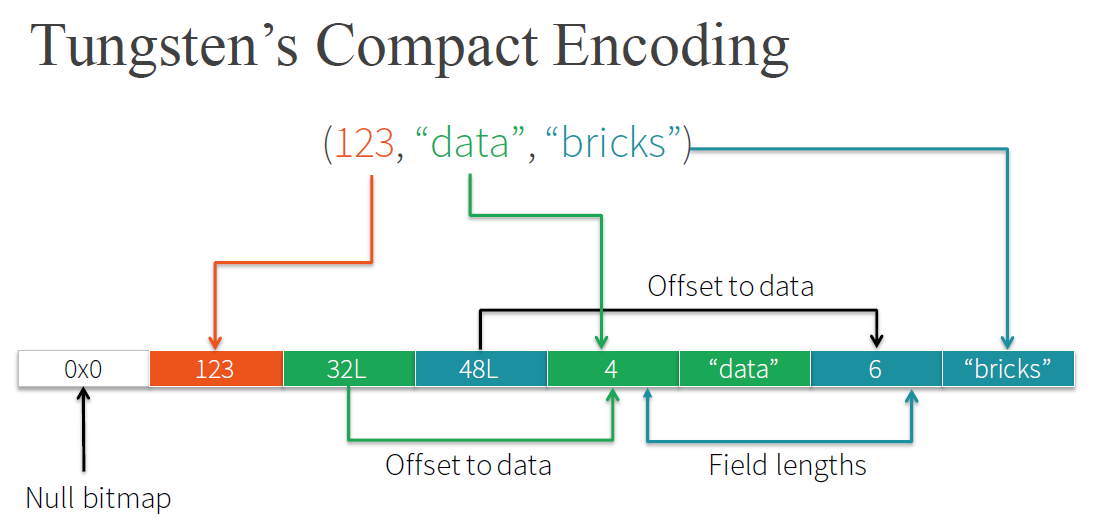 Tungsten’s Compact Encoding
(123, “data”, “bricks”)
Offset to data
0x0 123 32L 48L 4 “data” 6 “bricks”
Offset to data
Field lengths
Null bitmap